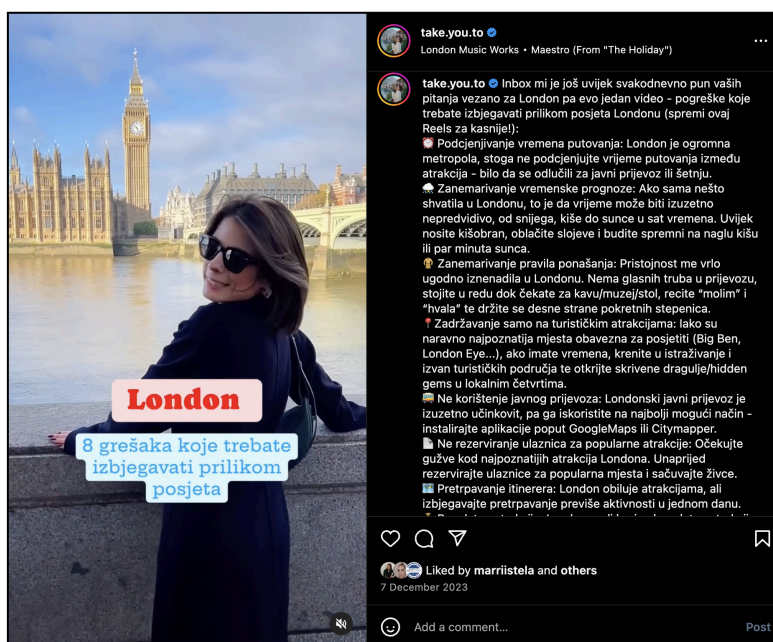 London
8 grešaka koje trebate
izbjegavati prilikom
posjeta
take.you.to
London Music Works • Maestro (From "The Holiday")
take.you.to Inbox mi je još uvijek svakodnevno pun vaših
pitanja vezano za London pa evo jedan video - pogreške koje
trebate izbjegavati prilikom posjeta Londonu (spremi ovaj
Reels za kasnije!):
⏰ Podcjenjivanje vremena putovanja: London je ogromna
metropola, stoga ne podcjenjujte vrijeme putovanja između
atrakcija - bilo da se odlučili za javni prijevoz ili šetnju.
🌧 Zanemarivanje vremenske prognoze: Ako sama nešto
shvatila u Londonu, to je da vrijeme može biti izuzetno
nepredvidivo, od snijega, kiše do sunce u sat vremena. Uvijek
nosite kišobran, oblačite slojeve i budite spremni na naglu kišu
ili par minuta sunca.
Zanemarivanje pravila ponašanja: Pristojnost me vrlo
ugodno iznenadila u Londonu. Nema glasnih truba u prijevozu,
stojite u redu dok čekate za kavu/muzej/stol, recite “molim” i
“hvala” te držite se desne strane pokretnih stepenica.
📍 Zadržavanje samo na turističkim atrakcijama: Iako su
naravno najpoznatija mjesta obavezna za posjetiti (Big Ben,
London Eye...), ako imate vremena, krenite u istraživanje i
izvan turističkih područja te otkrijte skrivene dragulje/hidden
gems u lokalnim četvrtima.
🚌 Ne korištenje javnog prijevoza: Londonski javni prijevoz je
izuzetno učinkovit, pa ga iskoristite na najbolji mogući način -
instalirajte aplikacije poput GoogleMaps ili Citymapper.
📄 Ne rezerviranje ulaznica za popularne atrakcije: Očekujte
gužve kod najpoznatijih atrakcija Londona. Unaprijed
rezervirajte ulaznice za popularna mjesta i sačuvajte živce.
🗺 Pretrpavanje itinerera: London obiluje atrakcijama, ali
izbjegavajte pretrpavanje previše aktivnosti u jednom danu.
Liked by marriistela and others
7 December 2023
Add a comment...
Post